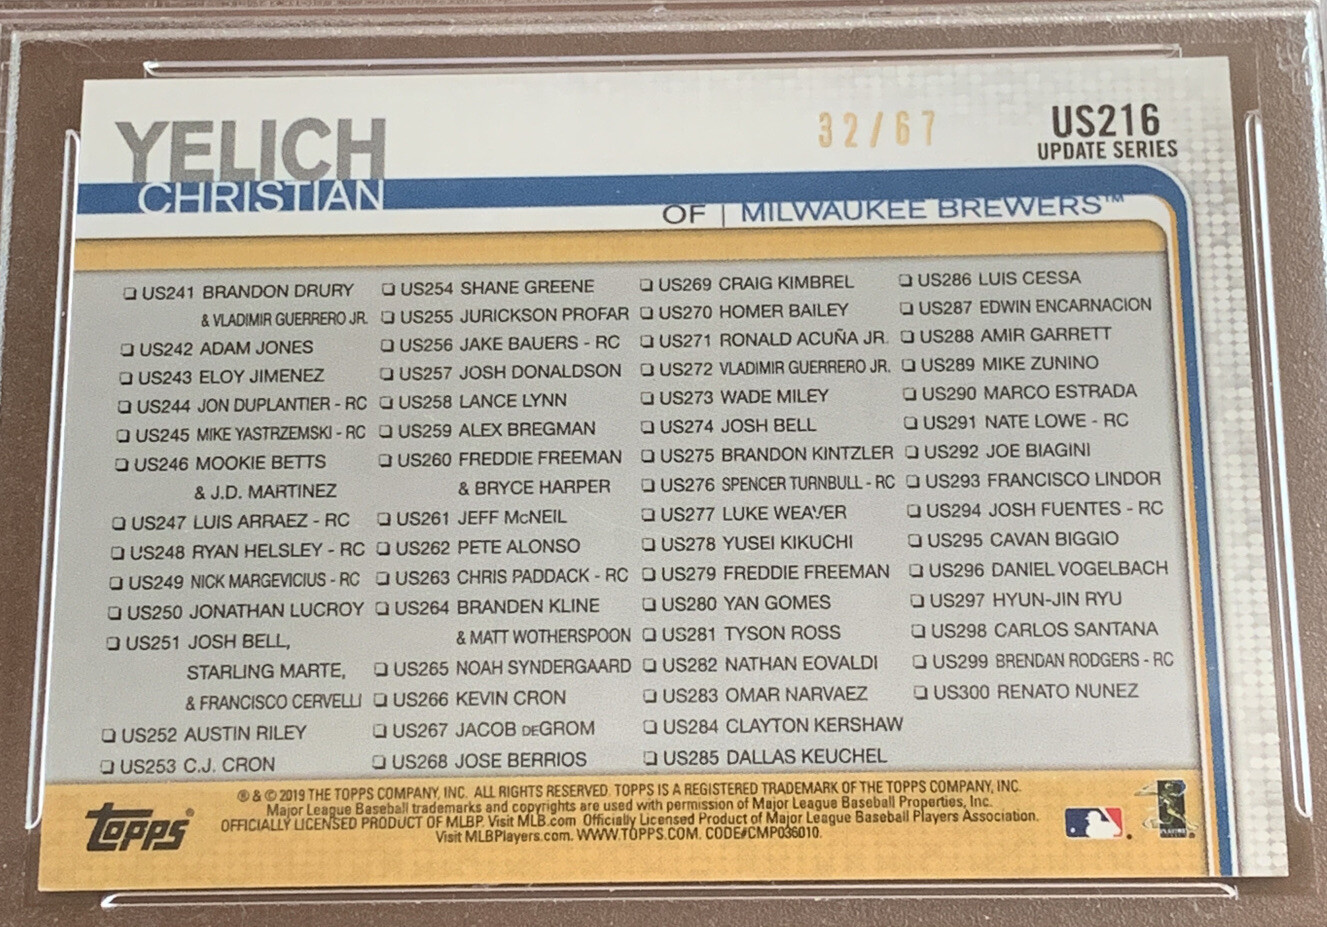 YELICH
CHRISTIAN
32/67
US216
UPDATE SERIES
OF | MILWAUKEE BREWERS™
❏ US241 BRANDON DRURY
& VLADIMIR GUERRERO JR.
❏ US242 ADAM JONES
❏ US243 ELOY JIMENEZ
❏ US244 JON DUPLANTIER - RC
❏ US245 MIKE YASTRZEMSKI - RC
❏ US246 MOOKIE BETTS
& J.D. MARTINEZ
❏ US247 LUIS ARRAEZ - RC
❏ US248 RYAN HELSLEY - RC
❏ US249 NICK MARGEVICIUS - RC
❏ US250 JONATHAN LUCROY
❏ US251 JOSH BELL,
STARLING MARTE,
& FRANCISCO CERVELLI
❏ US252 AUSTIN RILEY
❏ US253 C.J. CRON
❏ US254 SHANE GREENE
❏ US255 JURICKSON PROFAR
❏ US256 JAKE BAUERS - RC
❏ US257 JOSH DONALDSON
❏ US258 LANCE LYNN
❏ US259 ALEX BREGMAN
❏ US260 FREDDIE FREEMAN
& BRYCE HARPER
❏ US261 JEFF McNEIL
❏ US262 PETE ALONSO
❏ US263 CHRIS PADDACK - RC
❏ US264 BRANDEN KLINE
& MATT WOTHERSPOON
❏ US265 NOAH SYNDERGAARD
❏ US266 KEVIN CRON
❏ US267 JACOB DEGROM
❏ US268 JOSE BERRIOS
❏ US269 CRAIG KIMBREL
❏ US270 HOMER BAILEY
❏ US271 RONALD ACUÑA JR.
❏ US272 VLADIMIR GUERRERO JR.
❏ US273 WADE MILEY
❏ US274 JOSH BELL
❏ US275 BRANDON KINTZLER
❏ US276 SPENCER TURNBULL - RC
❏ US277 LUKE WEAVER
❏ US278 YUSEI KIKUCHI
❏ US279 FREDDIE FREEMAN
❏ US280 YAN GOMES
❏ US281 TYSON ROSS
❏ US282 NATHAN EOVALDI
❏ US283 OMAR NARVAEZ
❏ US284 CLAYTON KERSHAW
❏ US285 DALLAS KEUCHEL
❏ US286 LUIS CESSA
❏ US287 EDWIN ENCARNACION
❏ US288 AMIR GARRETT
❏ US289 MIKE ZUNINO
❏ US290 MARCO ESTRADA
❏ US291 NATE LOWE - RC
❏ US292 JOE BIAGINI
❏ US293 FRANCISCO LINDOR
❏ US294 JOSH FUENTES - RC
❏ US295 CAVAN BIGGIO
❏ US296 DANIEL VOGELBACH
❏ US297 HYUN-JIN RYU
❏ US298 CARLOS SANTANA
❏ US299 BRENDAN RODGERS - RC
❏ US300 RENATO NUNEZ
topps®
® & © 2019 THE TOPPS COMPANY, INC. ALL RIGHTS RESERVED. TOPPS IS A REGISTERED TRADEMARK OF THE TOPPS COMPANY, INC.
Major League Baseball trademarks and copyrights are used with permission of Major League Baseball Properties, Inc.
OFFICIALLY LICENSED PRODUCT OF MLBP. Visit MLB.com Officially Licensed Product of Major League Baseball Players Association.
Visit MLBPlayers.com. WWW.TOPPS.COM. CODE#CMP036010.